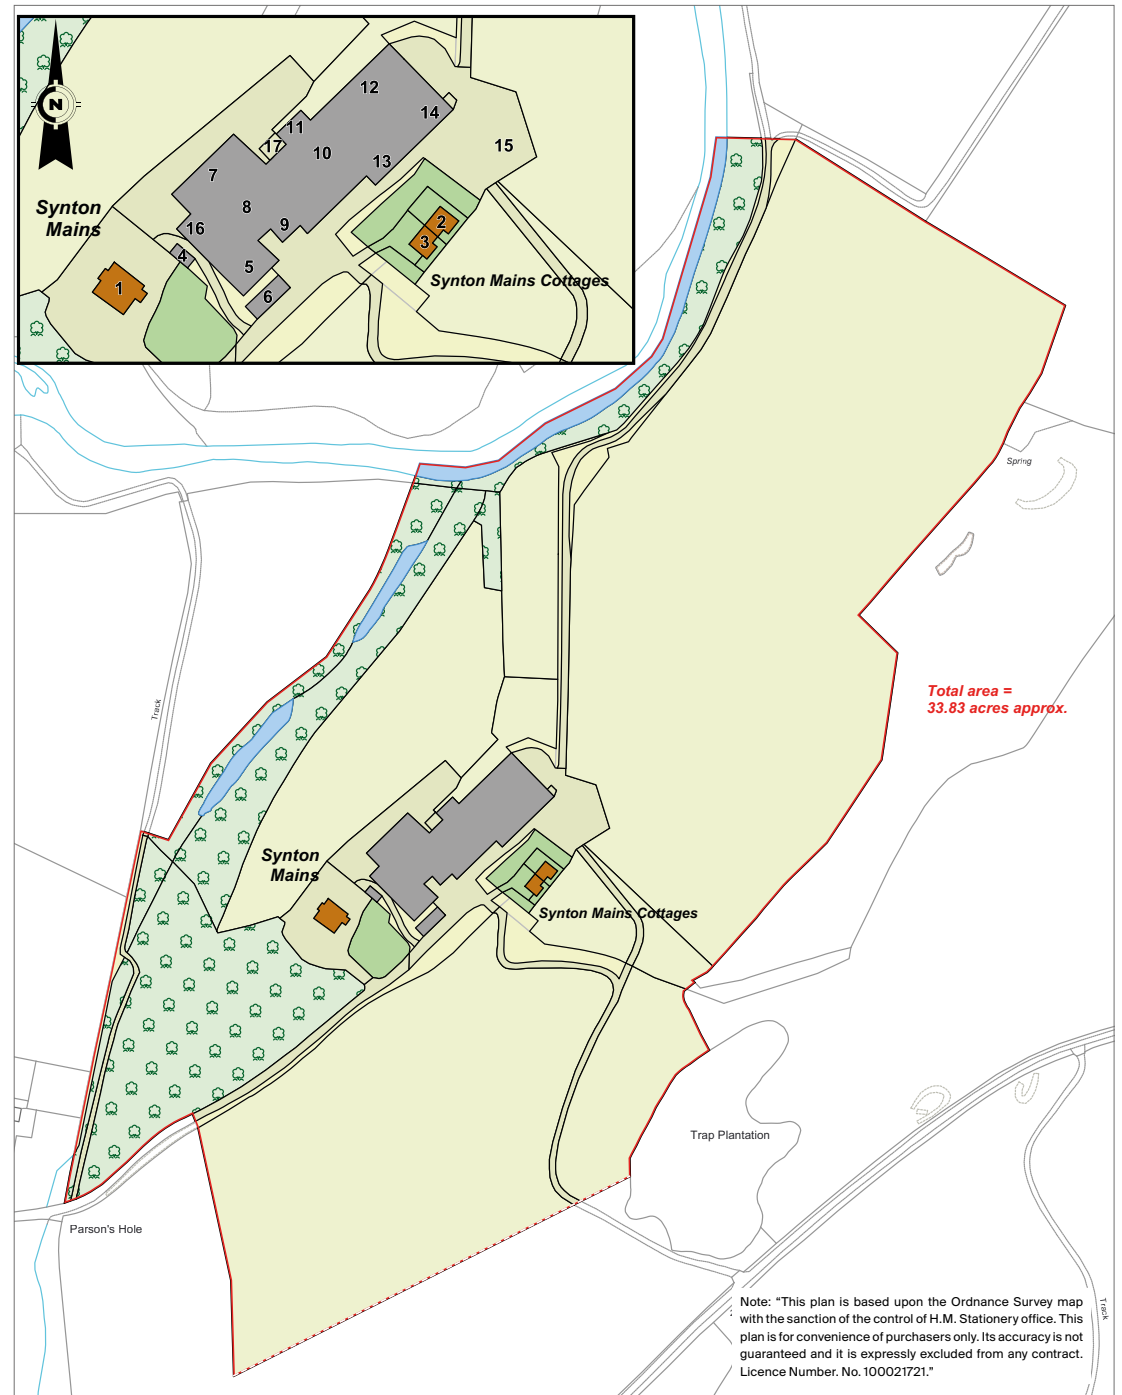 N
12
14
11
17
10
15
13
7
8
Synton
Mains
16
9
2
3
4
5
1
6
Synton Mains Cottages
Spring
Track
Total area =
33.83 acres approx.
Synton
Mains
Synton Mains Cottages
Trap Plantation
Parson's Hole
Track
Note: “This plan is based upon the Ordnance Survey map
with the sanction of the control of H.M. Stationery office. This
plan is for convenience of purchasers only. Its accuracy is not
guaranteed and it is expressly excluded from any contract.
Licence Number. No. 100021721.”